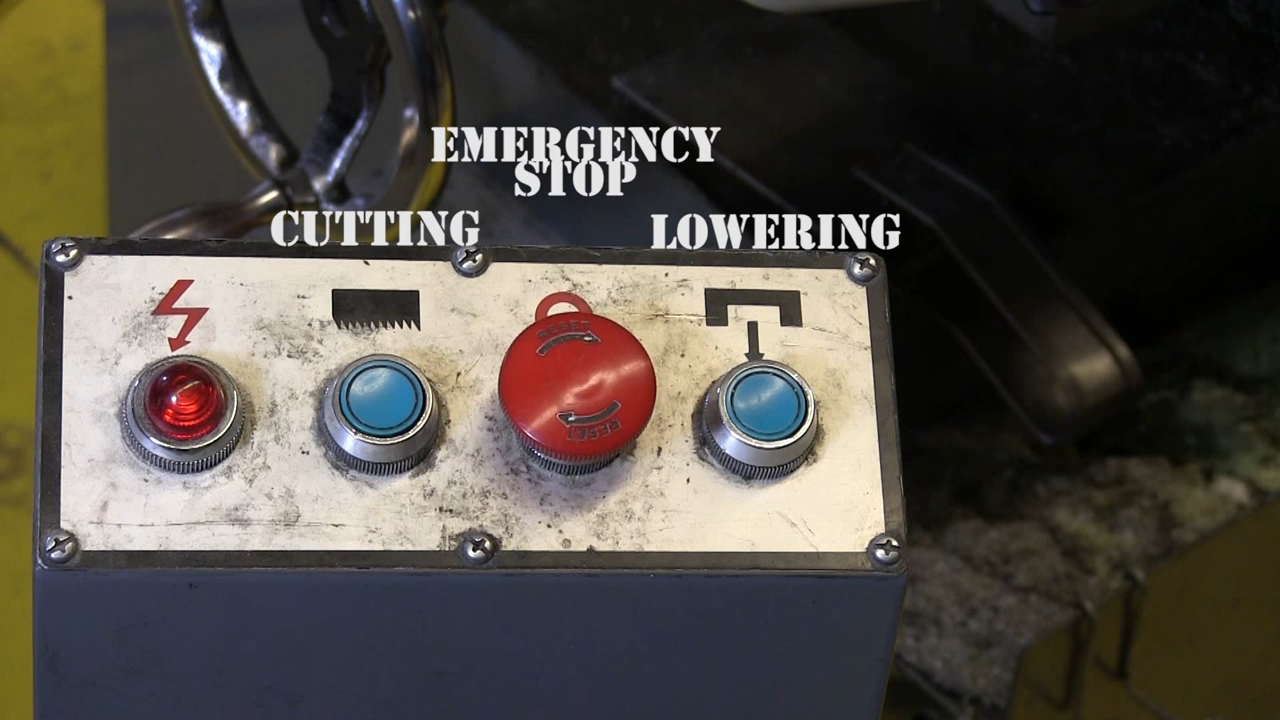 EMERGENCY
STOP
CUTTING
LOWERING
RESET
RESET